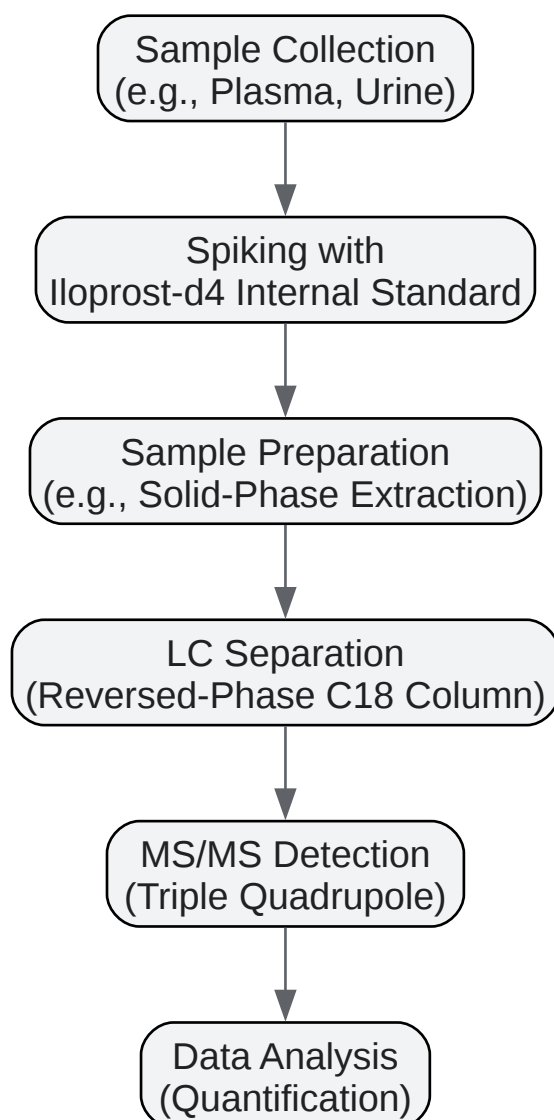 Sample Collection
(e.g., Plasma, Urine)
Spiking with
Iloprost-d4 Internal Standard
Sample Preparation
(e.g., Solid-Phase Extraction)
LC Separation
(Reversed-Phase C18 Column)
MS/MS Detection
(Triple Quadrupole)
Data Analysis
(Quantification)